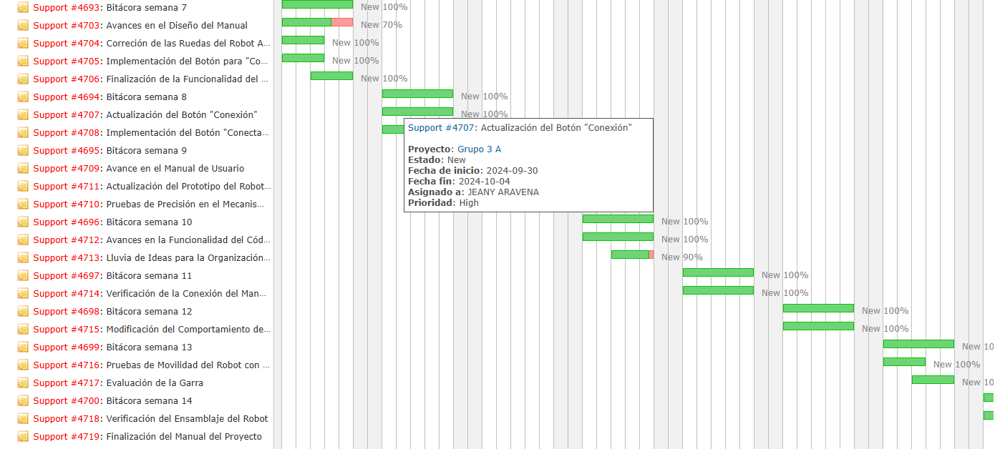 Support #4693: Bitácora semana 7 New 100%
Support #4703: Avances en el Diseño del Manual New 70%
Support #4704: Correción de las Ruedas del Robot A... New 100%
Support #4705: Implementación del Botón para "Co... New 100%
Support #4706: Finalización de la Funcionalidad del ... New 100%
Support #4694: Bitácora semana 8 New 100%
Support #4707: Actualización del Botón "Conexión" New 100%
Support #4708: Implementación del Botón "Conecta...
Support #4707: Actualización del Botón "Conexión"
Proyecto: Grupo 3 A
Estado: New
Fecha de inicio: 2024-09-30
Fecha fin: 2024-10-04
Asignado a: JEANY ARAVENA
Prioridad: High
Support #4695: Bitácora semana 9
Support #4709: Avance en el Manual de Usuario
Support #4711: Actualización del Prototipo del Robot...
Support #4710: Pruebas de Precisión en el Mecanis...
Support #4696: Bitácora semana 10 New 100%
Support #4712: Avances en la Funcionalidad del Cód... New 100%
Support #4713: Lluvia de Ideas para la Organización... New 90%
Support #4697: Bitácora semana 11 New 100%
Support #4714: Verificación de la Conexión del Man... New 100%
Support #4698: Bitácora semana 12 New 100%
Support #4715: Modificación del Comportamiento de... New 100%
Support #4699: Bitácora semana 13 New 10
Support #4716: Pruebas de Movilidad del Robot con ... New 100%
Support #4717: Evaluación de la Garra New 10
Support #4700: Bitácora semana 14
Support #4718: Verificación del Ensamblaje del Robot
Support #4719: Finalización del Manual del Proyecto